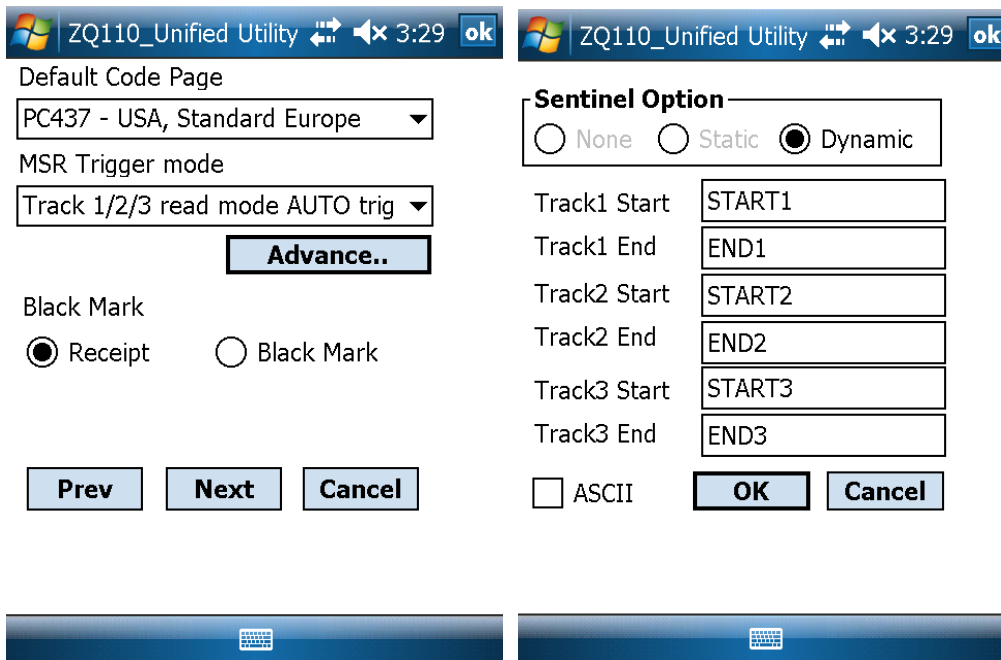 ZQ110_Unified Utility 3:29 ok
Default Code Page
PC437 - USA, Standard Europe
MSR Trigger mode
Track 1/2/3 read mode AUTO trig
Advance..
Black Mark
Receipt Black Mark
Prev Next Cancel
ZQ110_Unified Utility 3:29 ok
Sentinel Option
None Static Dynamic
Track1 Start START1
Track1 End END1
Track2 Start START2
Track2 End END2
Track3 Start START3
Track3 End END3
ASCII OK Cancel